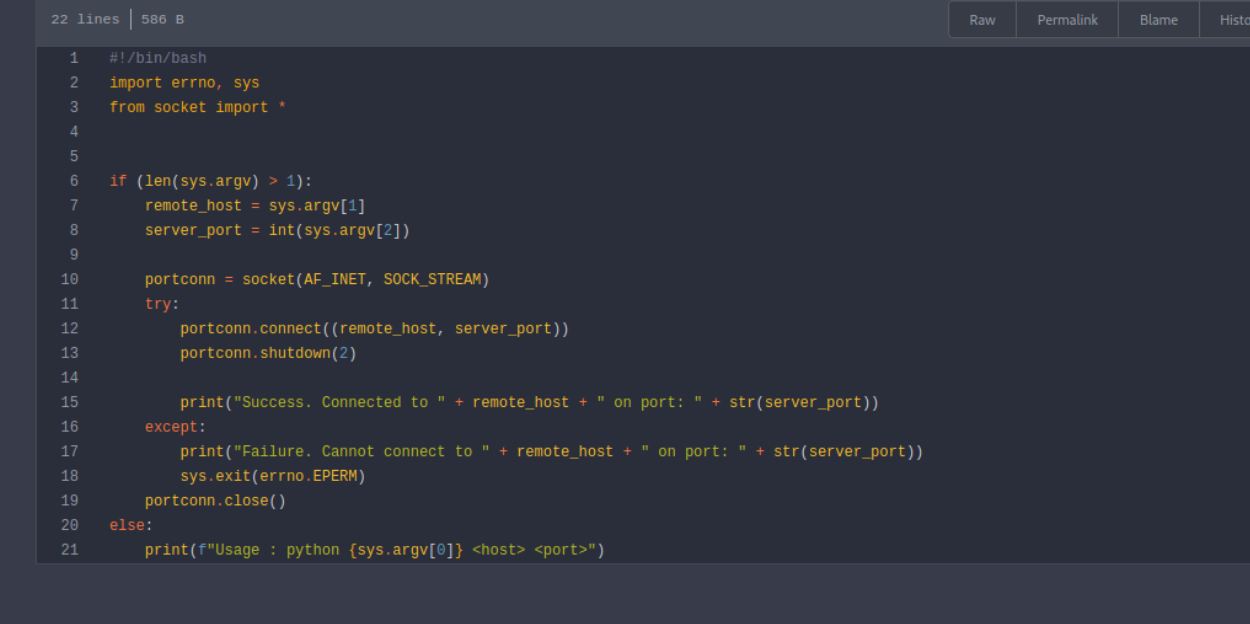 22 lines | 586 B
Raw Permalink Blame Histo
1 #!/bin/bash
2 import errno, sys
3 from socket import *
4
5
6 if (len(sys.argv) > 1):
7     remote_host = sys.argv[1]
8     server_port = int(sys.argv[2])
9
10     portconn = socket(AF_INET, SOCK_STREAM)
11     try:
12         portconn.connect((remote_host, server_port))
13         portconn.shutdown(2)
14
15         print("Success. Connected to " + remote_host + " on port: " + str(server_port))
16     except:
17         print("Failure. Cannot connect to " + remote_host + " on port: " + str(server_port))
18         sys.exit(errno.EPERM)
19     portconn.close()
20 else:
21     print(f"Usage : python {sys.argv[0]} <host> <port>")